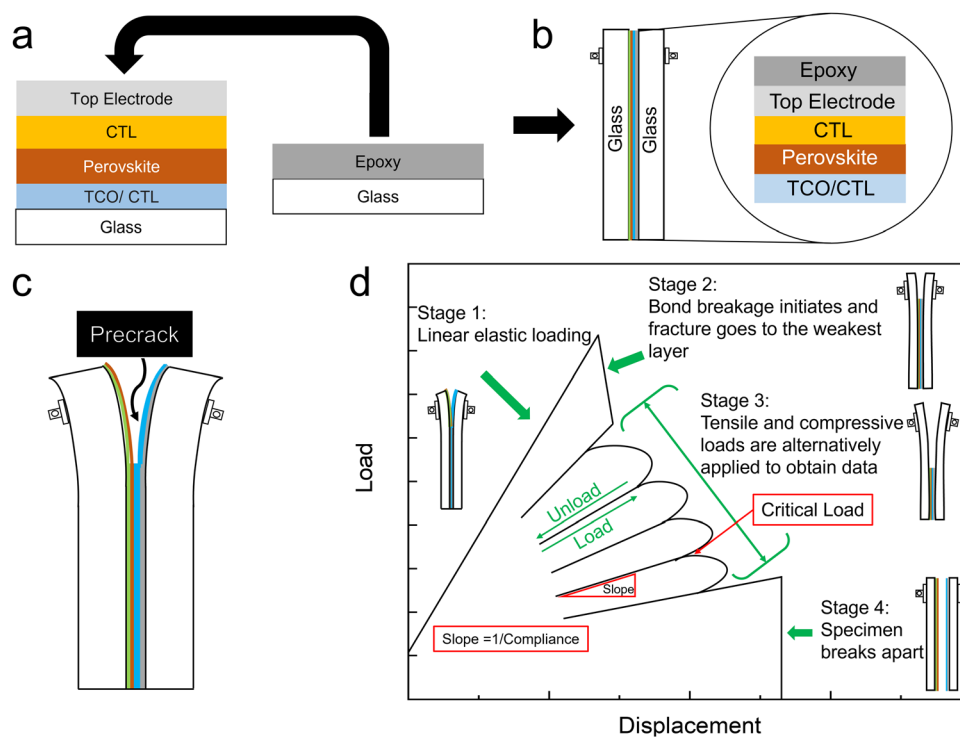 a
Top Electrode
CTL
Perovskite
TCO/ CTL
Glass
Epoxy
Glass
b
Glass
Glass
Epoxy
Top Electrode
CTL
Perovskite
TCO/CTL
c
Precrack
d
Load
Stage 1:
Linear elastic loading
Stage 2:
Bond breakage initiates and
fracture goes to the weakest
layer
Stage 3:
Tensile and compressive
loads are alternatively
applied to obtain data
Unload
Load
Critical Load
Slope
Slope =1/Compliance
Stage 4:
Specimen
breaks apart
Displacement